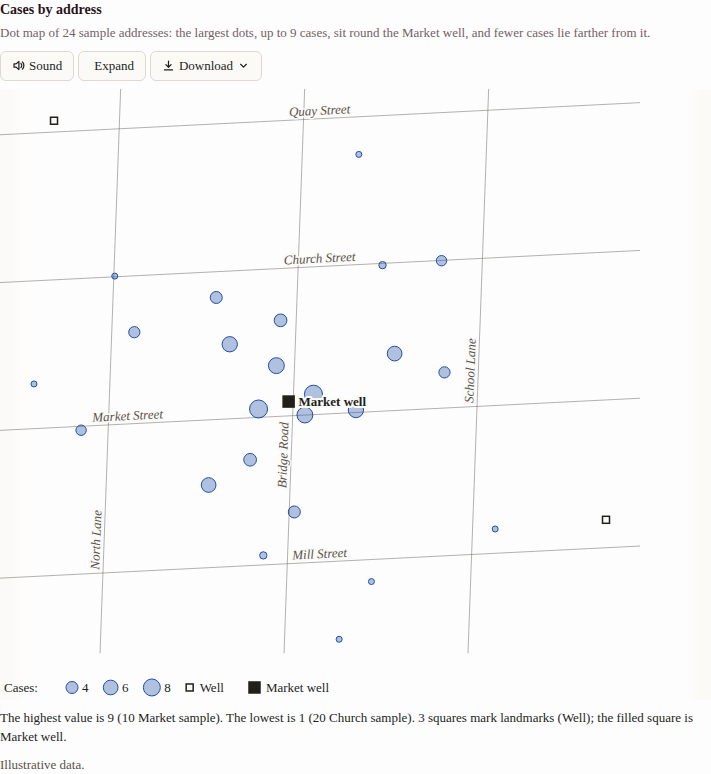 Cases by address
Dot map of 24 sample addresses: the largest dots, up to 9 cases, sit round the Market well, and fewer cases lie farther from it.
Sound Expand Download
Quay Street
Church Street
School Lane
Market well
Market Street
Bridge Road
North Lane
Mill Street
Cases: 4 6 8 Well Market well
The highest value is 9 (10 Market sample). The lowest is 1 (20 Church sample). 3 squares mark landmarks (Well); the filled square is
Market well.
Illustrative data.